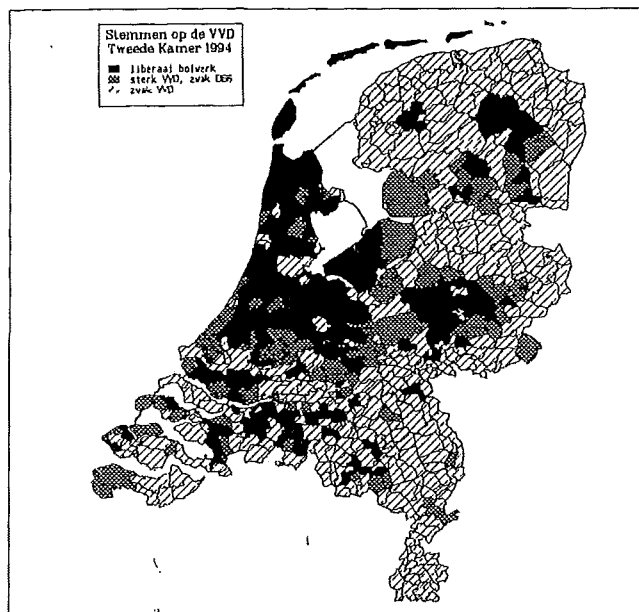 Stemmen op de VVD
Tweede Kamer 1994
liberaal bolwerk
sterk VVD, zwak D66
zwak VVD